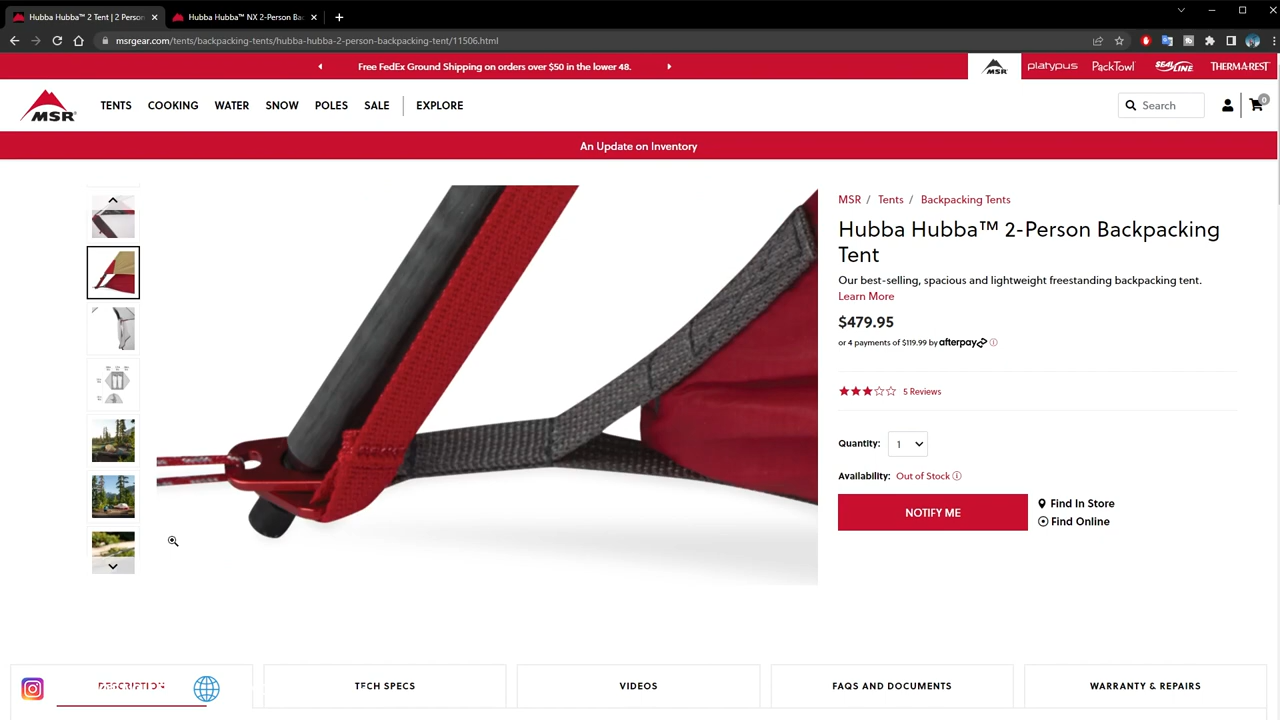 Hubba Hubba™ 2 Tent | 2 Person
Hubba Hubba™ NX 2-Person Bac
msrgear.com/tents/backpacking-tents/hubba-hubba-2-person-backpacking-tent/11506.html
Free FedEx Ground Shipping on orders over $50 in the lower 48.
MSR
platypus
PACKTOWL
SEALLINE
THERM-A-REST
MSR
TENTS
COOKING
WATER
SNOW
POLES
SALE
EXPLORE
Search
0
An Update on Inventory
MSR / Tents / Backpacking Tents
Hubba Hubba™ 2-Person Backpacking
Tent
Our best-selling, spacious and lightweight freestanding backpacking tent.
Learn More
$479.95
or 4 payments of $119.99 by afterpay
5 Reviews
Quantity: 1
Availability: Out of Stock
NOTIFY ME
Find In Store
Find Online
DESCRIPTION
TECH SPECS
VIDEOS
FAQS AND DOCUMENTS
WARRANTY & REPAIRS